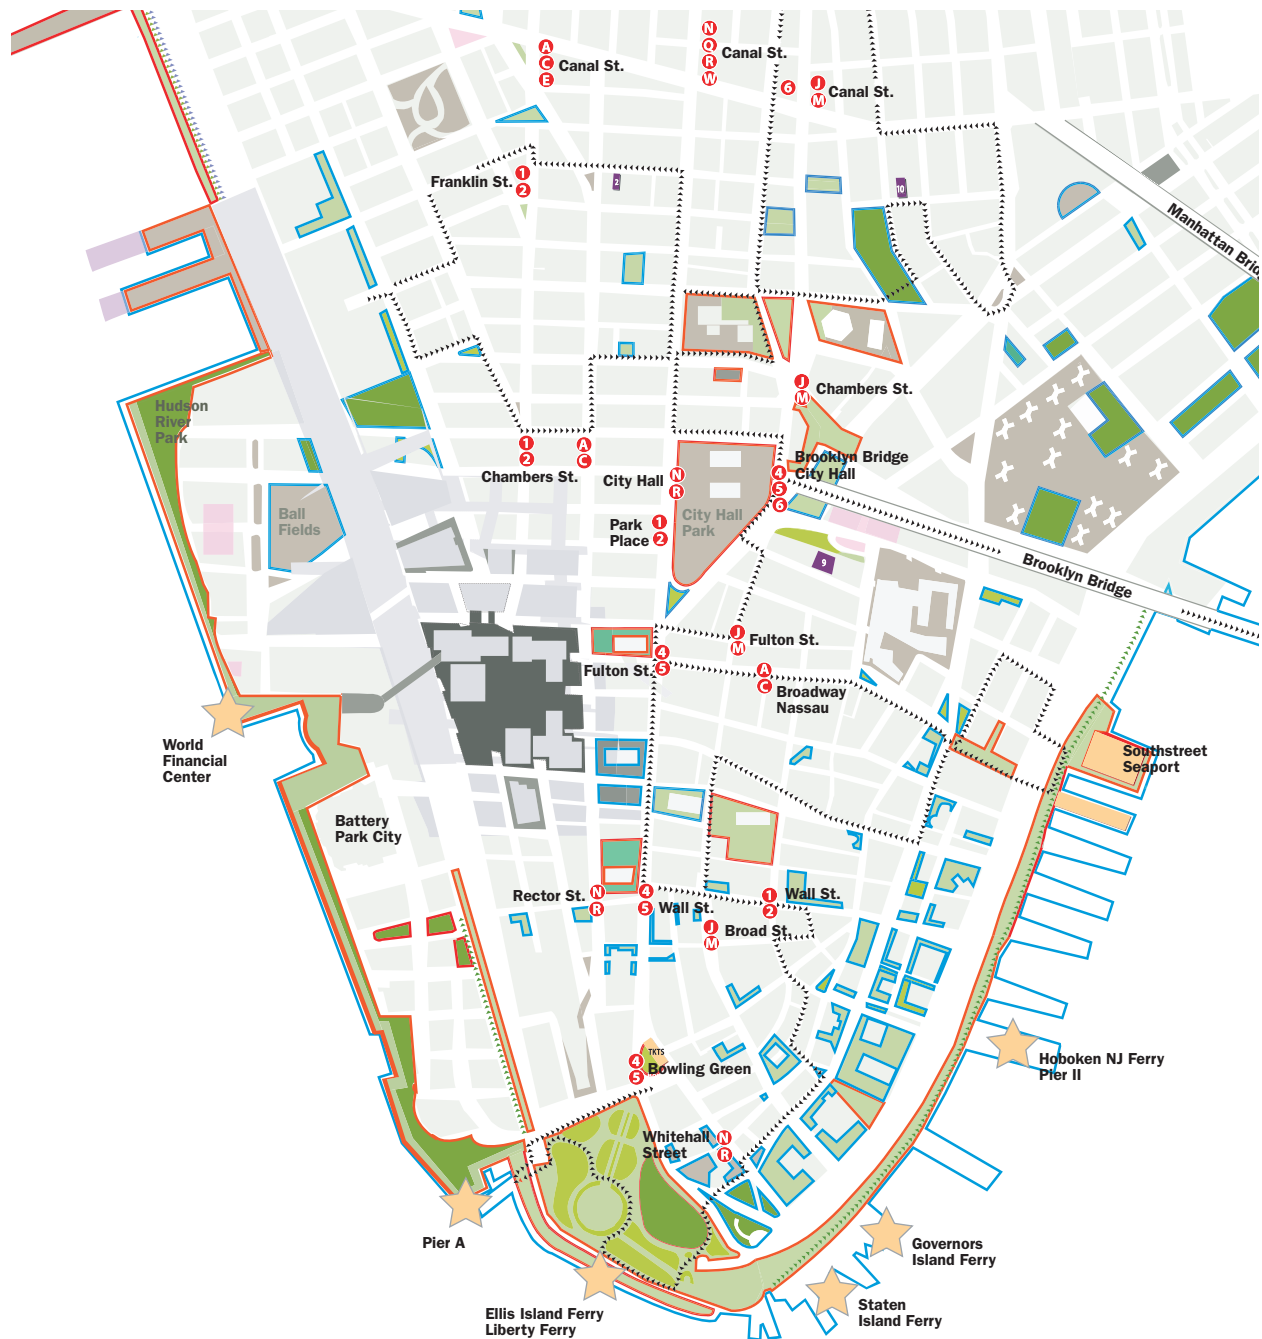 A
C
E
Canal St.
N
Q
R
W
Canal St.
6
J
M
Canal St.
Franklin St.
1
2
2
10
Manhattan Brid
Hudson
River
Park
J
M
Chambers St.
1
2
A
C
Chambers St.
City Hall
N
R
Brooklyn Bridge
City Hall
4
5
6
Ball
Fields
Park
Place
1
2
City Hall
Park
9
Brooklyn Bridge
J
M
Fulton St.
4
5
Fulton St.
A
C
Broadway
Nassau
World
Financial
Center
Southstreet
Seaport
Battery
Park City
Rector St.
N
R
4
5
Wall St.
1
2
Wall St.
J
M
Broad St.
TKTS
4
5
Bowling Green
Hoboken NJ Ferry
Pier II
Whitehall
Street
N
R
Pier A
Governors
Island Ferry
Ellis Island Ferry
Liberty Ferry
Staten
Island Ferry